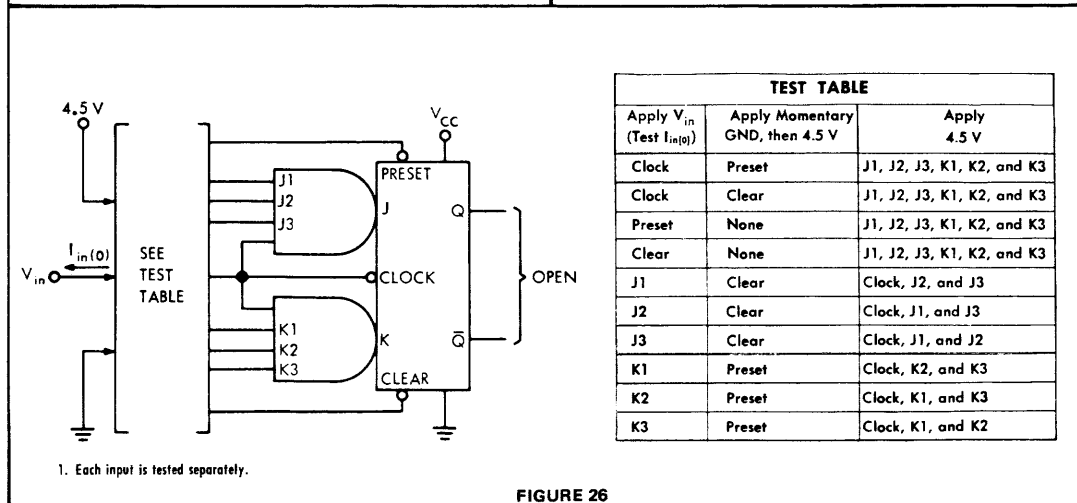 4.5 V
VCC
PRESET
J1
J2
J3
J
Q
Iin(0)
Vin
SEE
TEST
TABLE
CLOCK
OPEN
K1
K2
K3
K
Q̄
CLEAR
1. Each input is tested separately.
TEST TABLE
Apply Vin (Test Iin(0)) Apply Momentary GND, then 4.5 V Apply 4.5 V
Clock Preset J1, J2, J3, K1, K2, and K3
Clock Clear J1, J2, J3, K1, K2, and K3
Preset None J1, J2, J3, K1, K2, and K3
Clear None J1, J2, J3, K1, K2, and K3
J1 Clear Clock, J2, and J3
J2 Clear Clock, J1, and J3
J3 Clear Clock, J1, and J2
K1 Preset Clock, K2, and K3
K2 Preset Clock, K1, and K3
K3 Preset Clock, K1, and K2
FIGURE 26